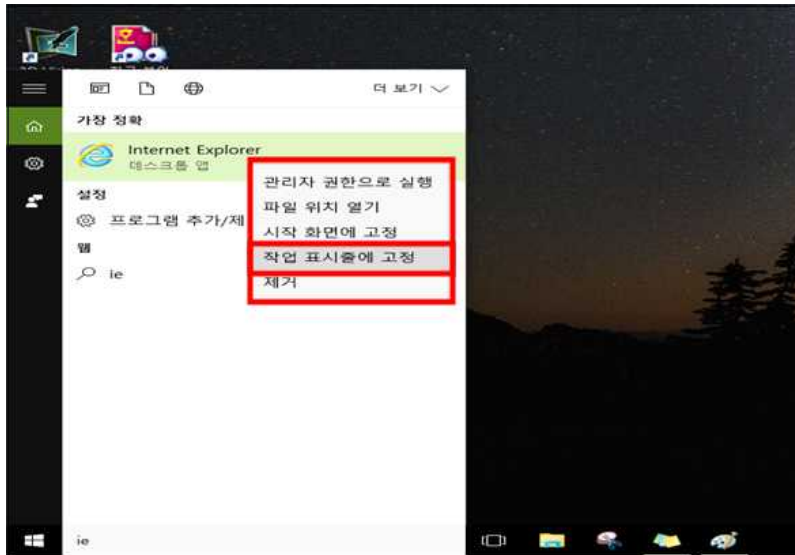 더 보기
가장 정확
Internet Explorer
데스크톱 앱
관리자 권한으로 실행
파일 위치 열기
시작 화면에 고정
작업 표시줄에 고정
제거
설정
프로그램 추가/제
웹
ie
ie